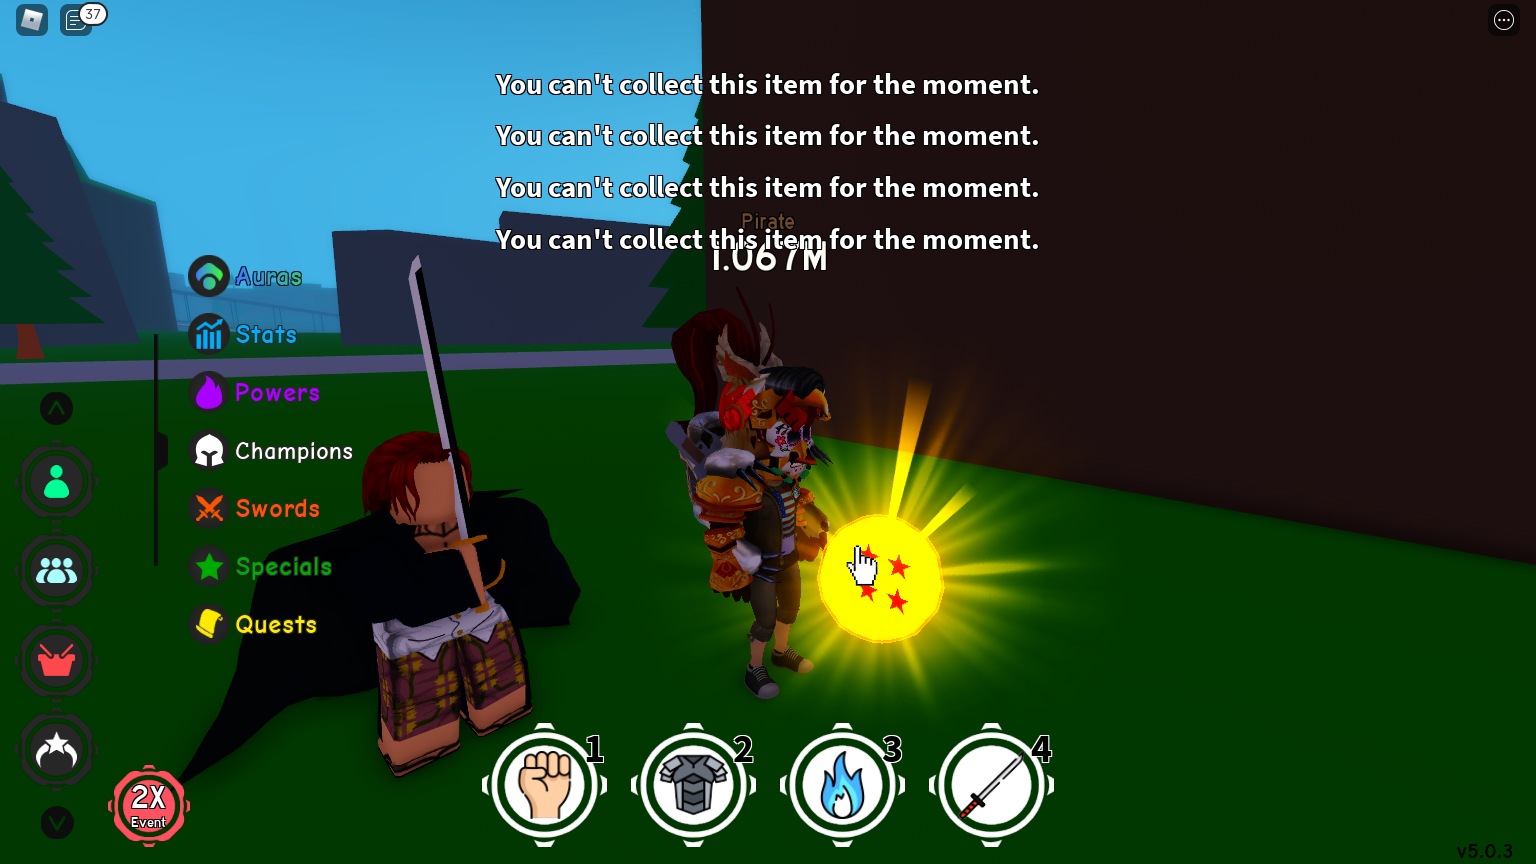 37
You can't collect this item for the moment.
You can't collect this item for the moment.
You can't collect this item for the moment.
Pirate
You can't collect this item for the moment.
1.067M
Auras
Stats
Powers
Champions
Swords
Specials
Quests
1
2
3
4
2X
Event
v5.0.3